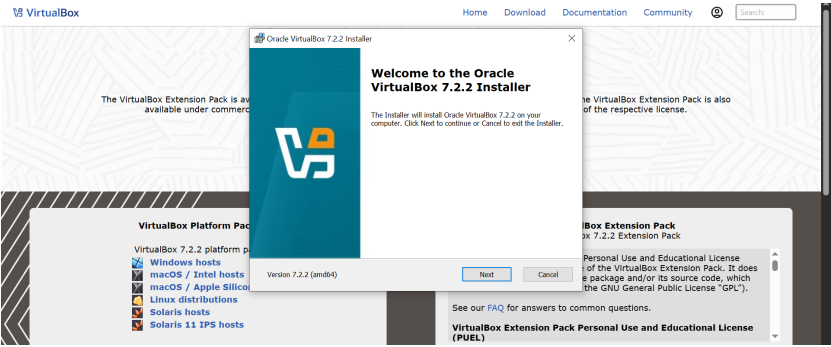 VirtualBox
Home Download Documentation Community
Search:
Oracle VirtualBox 7.2.2 Installer
Welcome to the Oracle
VirtualBox 7.2.2 Installer
The Installer will install Oracle VirtualBox 7.2.2 on your
computer. Click Next to continue or Cancel to exit the Installer.
Version 7.2.2 (amd64)
Next Cancel
The VirtualBox Extension Pack is av
available under commerc
VirtualBox Extension Pack is also
of the respective license.
VirtualBox Platform Pac
VirtualBox 7.2.2 platform p
Windows hosts
macOS / Intel hosts
macOS / Apple Silico
Linux distributions
Solaris hosts
Solaris 11 IPS hosts
Box Extension Pack
7.2.2 Extension Pack
Personal Use and Educational License
of the VirtualBox Extension Pack. It does
package and/or its source code, which
the GNU General Public License “GPL”).
See our FAQ for answers to common questions.
VirtualBox Extension Pack Personal Use and Educational License
(PUEL)